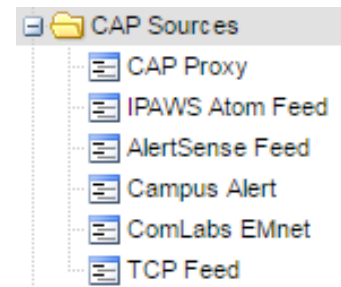 CAP Sources
CAP Proxy
IPAWS Atom Feed
AlertSense Feed
Campus Alert
ComLabs EMnet
TCP Feed